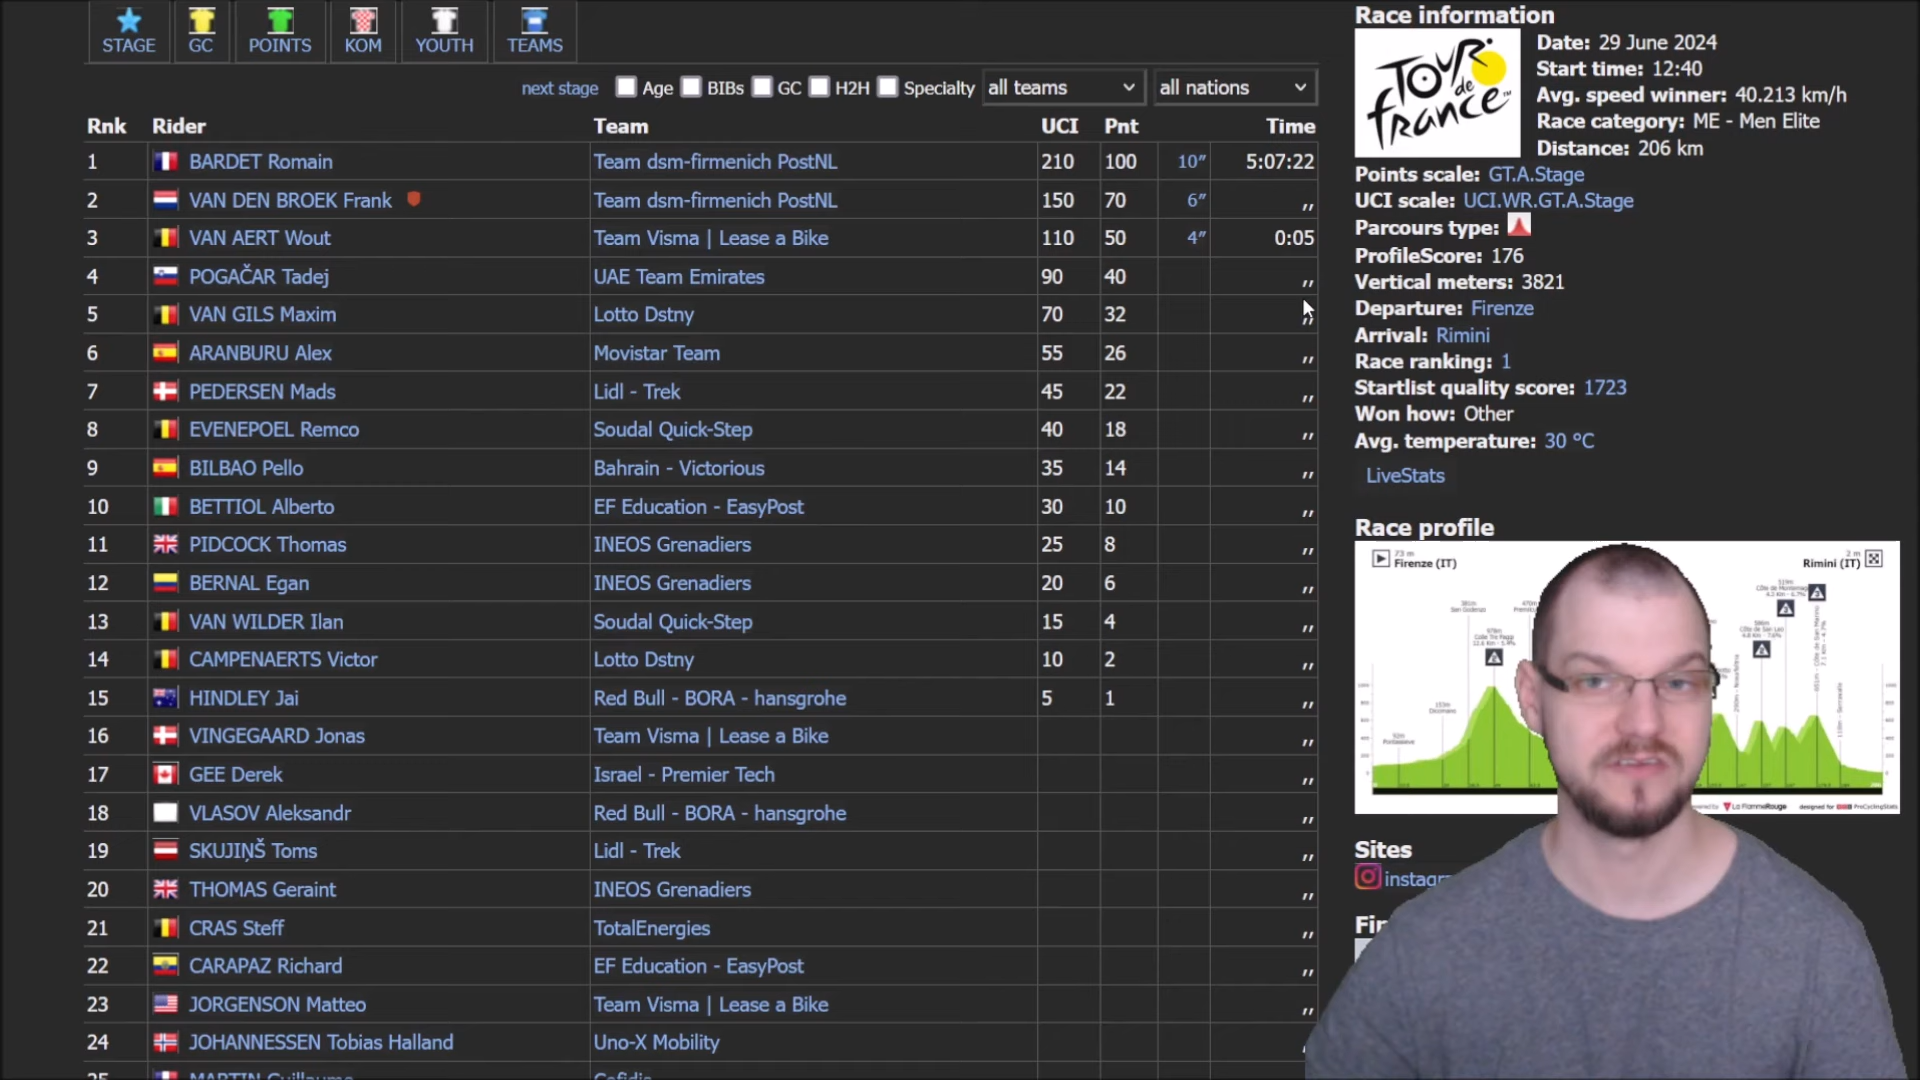 STAGE GC POINTS KOM YOUTH TEAMS
next stage Age BIBs GC H2H Specialty all teams all nations
Rnk Rider Team UCI Pnt Time
1 BARDET Romain Team dsm-firmenich PostNL 210 100 10″ 5:07:22
2 VAN DEN BROEK Frank Team dsm-firmenich PostNL 150 70 6″ ,,
3 VAN AERT Wout Team Visma | Lease a Bike 110 50 4″ 0:05
4 POGAČAR Tadej UAE Team Emirates 90 40 ,,
5 VAN GILS Maxim Lotto Dstny 70 32 ,,
6 ARANBURU Alex Movistar Team 55 26 ,,
7 PEDERSEN Mads Lidl - Trek 45 22 ,,
8 EVENEPOEL Remco Soudal Quick-Step 40 18 ,,
9 BILBAO Pello Bahrain - Victorious 35 14 ,,
10 BETTIOL Alberto EF Education - EasyPost 30 10 ,,
11 PIDCOCK Thomas INEOS Grenadiers 25 8 ,,
12 BERNAL Egan INEOS Grenadiers 20 6 ,,
13 VAN WILDER Ilan Soudal Quick-Step 15 4 ,,
14 CAMPENAERTS Victor Lotto Dstny 10 2 ,,
15 HINDLEY Jai Red Bull - BORA - hansgrohe 5 1 ,,
16 VINGEGAARD Jonas Team Visma | Lease a Bike ,,
17 GEE Derek Israel - Premier Tech ,,
18 VLASOV Aleksandr Red Bull - BORA - hansgrohe ,,
19 SKUJIŅŠ Toms Lidl - Trek ,,
20 THOMAS Geraint INEOS Grenadiers ,,
21 CRAS Steff TotalEnergies ,,
22 CARAPAZ Richard EF Education - EasyPost ,,
23 JORGENSON Matteo Team Visma | Lease a Bike ,,
24 JOHANNESSEN Tobias Halland Uno-X Mobility
25 MARTIN Guillaume Cofidis
Race information
TOUR de france
Date: 29 June 2024
Start time: 12:40
Avg. speed winner: 40.213 km/h
Race category: ME - Men Elite
Distance: 206 km
Points scale: GT.A.Stage
UCI scale: UCI.WR.GT.A.Stage
Parcours type:
ProfileScore: 176
Vertical meters: 3821
Departure: Firenze
Arrival: Rimini
Race ranking: 1
Startlist quality score: 1723
Won how: Other
Avg. temperature: 30 °C
LiveStats
Race profile
73 m 2 m
Firenze (IT) Rimini (IT)
La FlammeRouge designed for ProCyclingStats
Sites